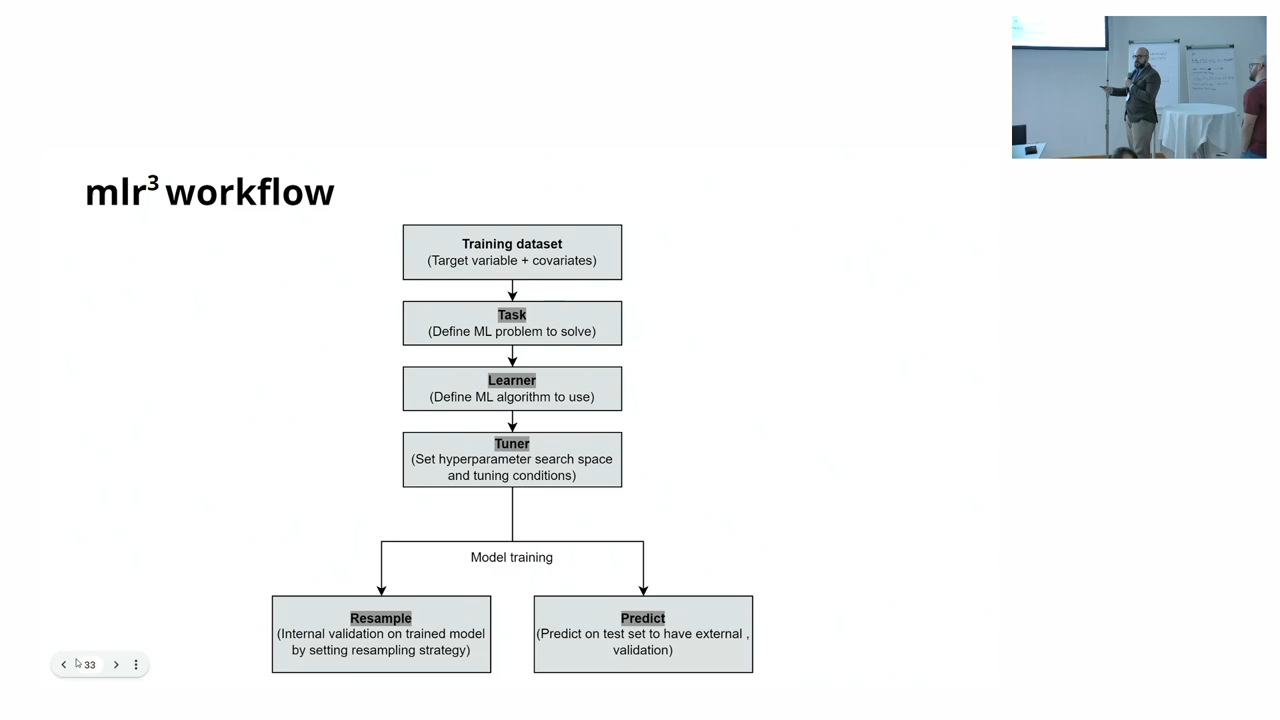 mlr³ workflow
Training dataset
(Target variable + covariates)
Task
(Define ML problem to solve)
Learner
(Define ML algorithm to use)
Tuner
(Set hyperparameter search space
and tuning conditions)
Model training
Resample
(Internal validation on trained model
by setting resampling strategy)
Predict
(Predict on test set to have external ,
validation)
33